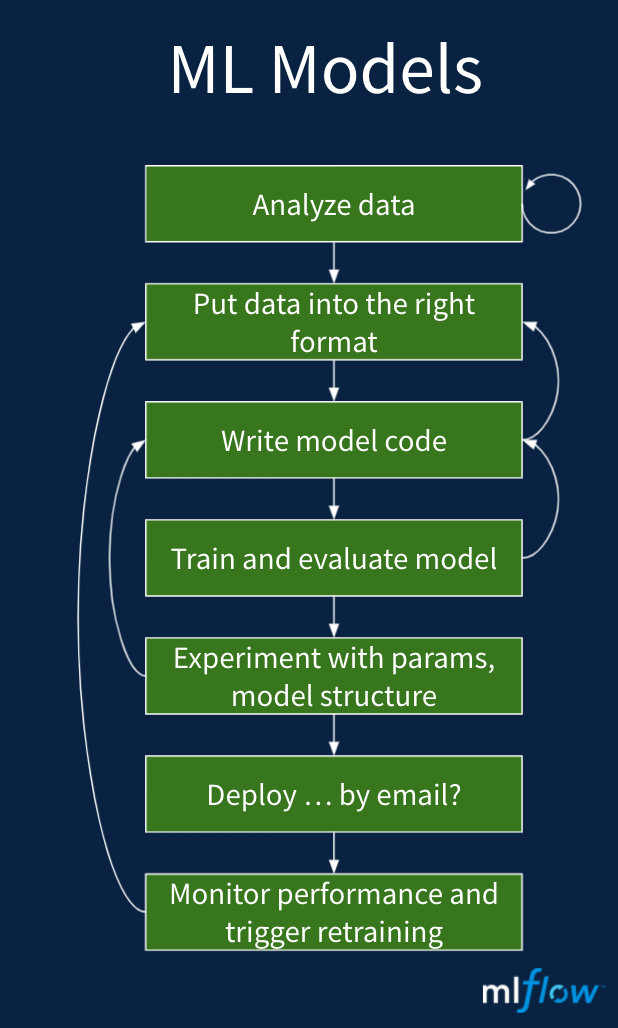 ML Models
Analyze data
Put data into the right
format
Write model code
Train and evaluate model
Experiment with params,
model structure
Deploy … by email?
Monitor performance and
trigger retraining
mlflow™